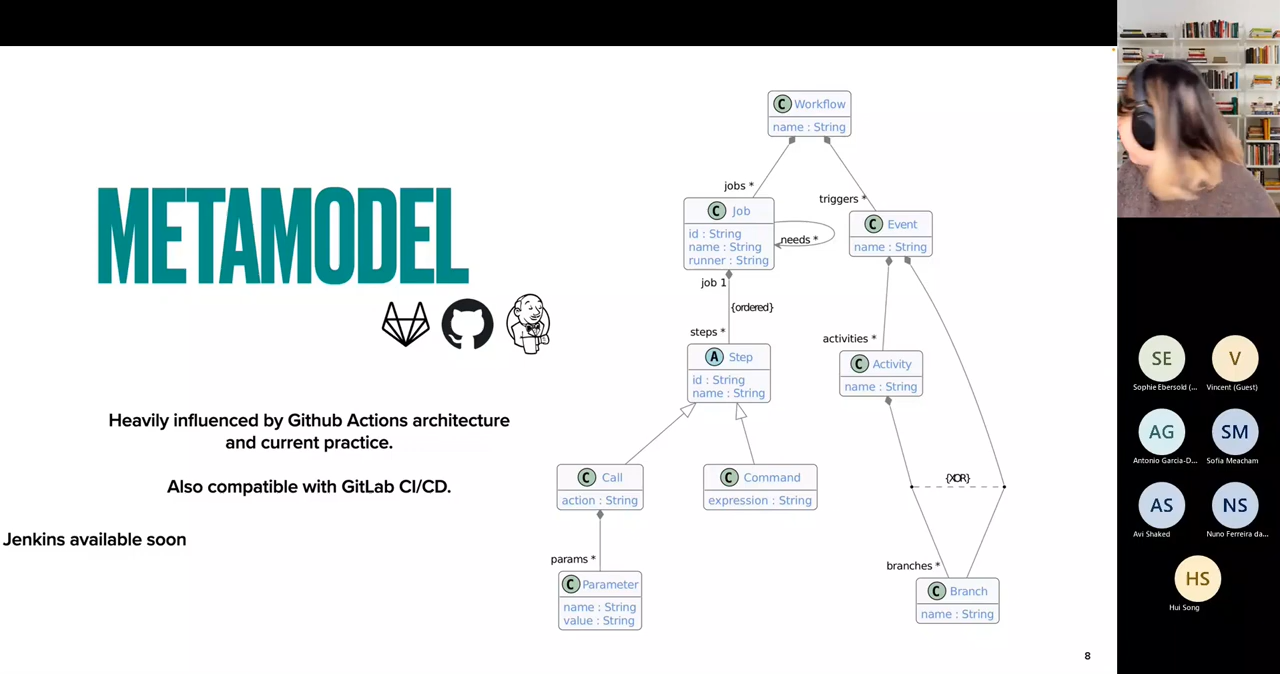 METAMODEL
Heavily influenced by Github Actions architecture
and current practice.
Also compatible with GitLab CI/CD.
Jenkins available soon
C Workflow
name : String
jobs *
triggers *
C Job
id : String
name : String
runner : String
needs *
C Event
name : String
job 1
{ordered}
steps *
activities *
A Step
id : String
name : String
C Activity
name : String
C Call
action : String
C Command
expression : String
{XOR}
params *
branches *
C Parameter
name : String
value : String
C Branch
name : String
8
SE
Sophie Ebersold (...
V
Vincent (Guest)
AG
Antonio Garcia-D...
SM
Sofia Meacham
AS
Avi Shaked
NS
Nuno Ferreira da...
HS
Hui Song